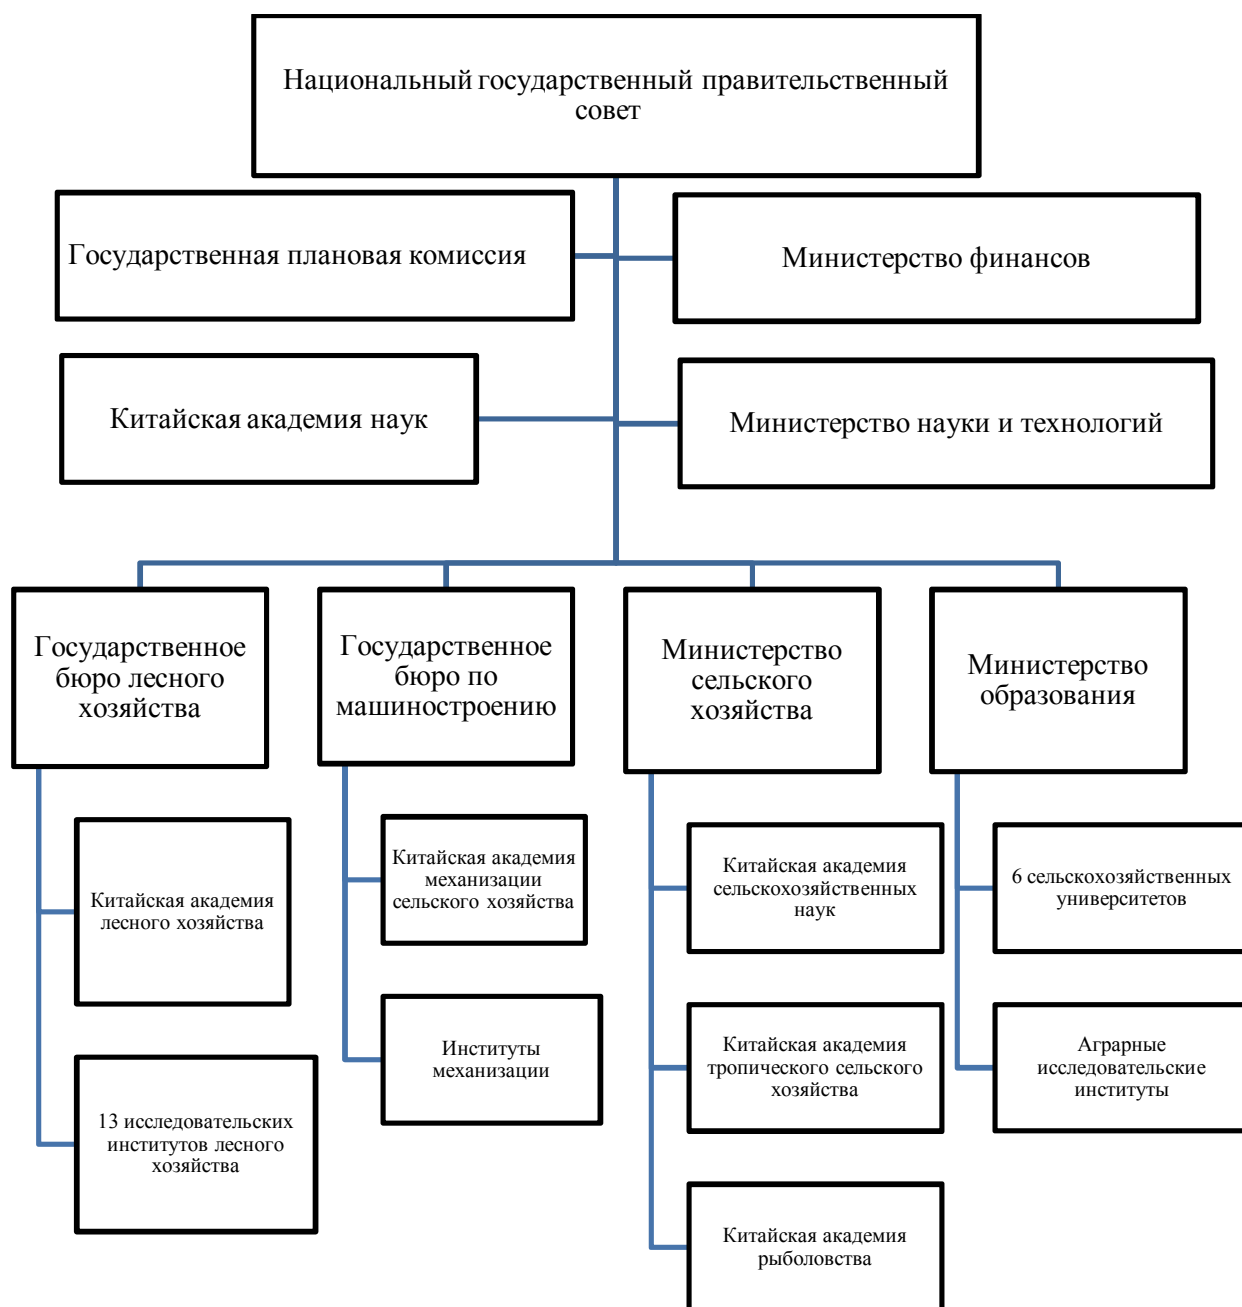 Национальный государственный правительственный
совет
Государственная плановая комиссия
Министерство финансов
Китайская академия наук
Министерство науки и технологий
Государственное
бюро лесного
хозяйства
Государственное
бюро по
машиностроению
Министерство
сельского
хозяйства
Министерство
образования
Китайская академия
лесного хозяйства
13 исследовательских
институтов лесного
хозяйства
Китайская академия
механизации
сельского хозяйства
Институты
механизации
Китайская академия
сельскохозяйственных
наук
Китайская академия
тропического сельского
хозяйства
Китайская академия
рыболовства
6 сельскохозяйственных
университетов
Аграрные
исследовательские
институты